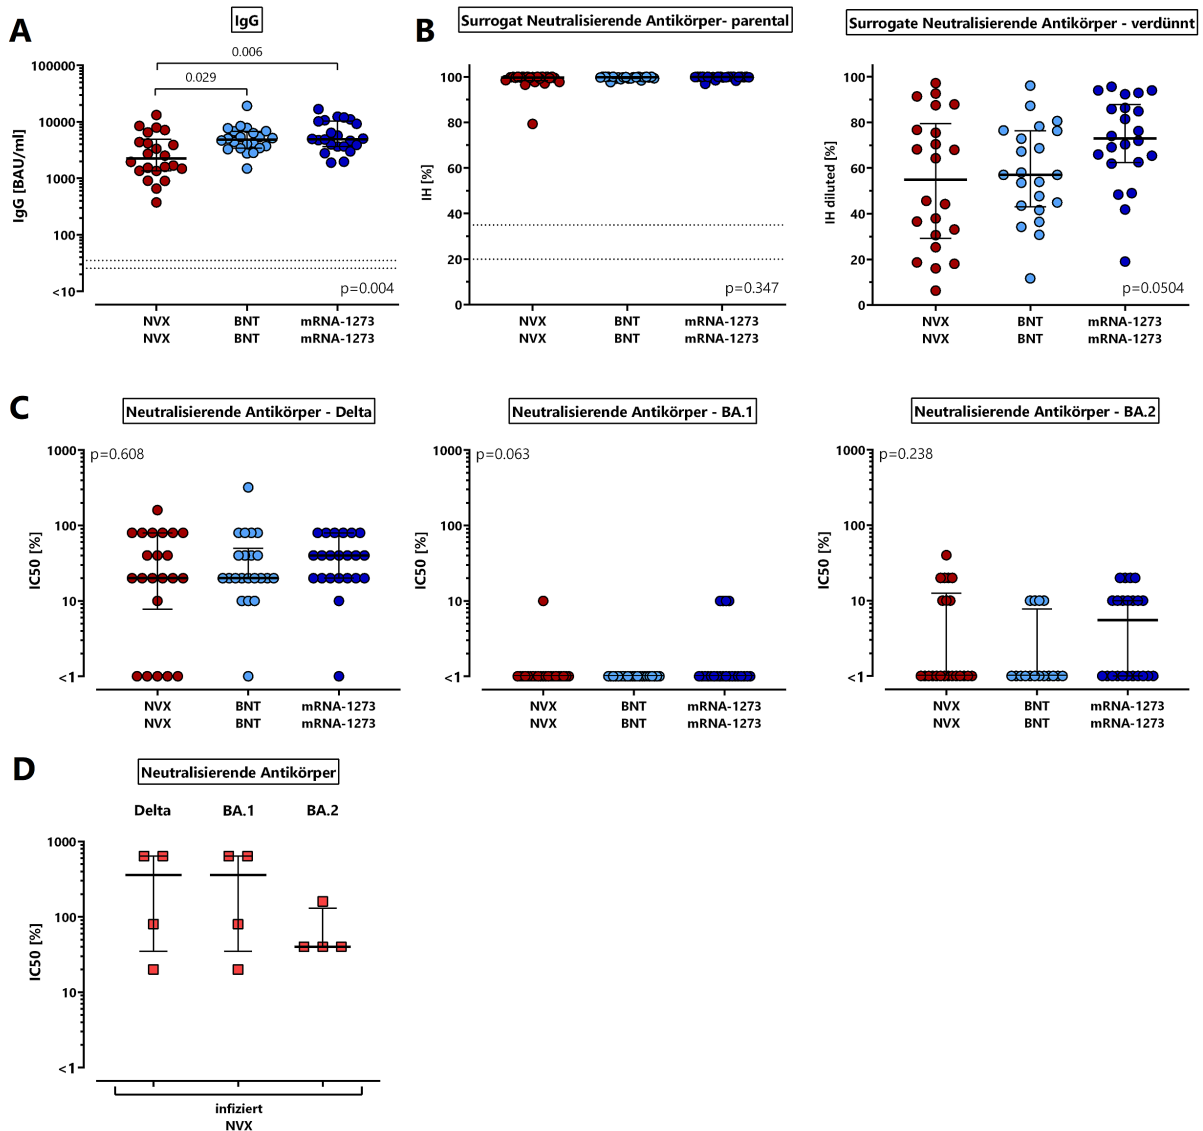 A
IgG
0.006
0.029
IgG [BAU/ml]
100000
10000
1000
100
<10
p=0.004
NVX BNT mRNA-1273
NVX BNT mRNA-1273
B
Surrogat Neutralisierende Antikörper- parental
IH [%]
100
80
60
40
20
0
p=0.347
NVX BNT mRNA-1273
NVX BNT mRNA-1273
Surrogate Neutralisierende Antikörper - verdünnt
IH diluted [%]
100
80
60
40
20
0
p=0.0504
NVX BNT mRNA-1273
NVX BNT mRNA-1273
C
Neutralisierende Antikörper - Delta
p=0.608
IC50 [%]
1000
100
10
<1
NVX BNT mRNA-1273
NVX BNT mRNA-1273
Neutralisierende Antikörper - BA.1
p=0.063
IC50 [%]
1000
100
10
<1
NVX BNT mRNA-1273
NVX BNT mRNA-1273
Neutralisierende Antikörper - BA.2
p=0.238
IC50 [%]
1000
100
10
<1
NVX BNT mRNA-1273
NVX BNT mRNA-1273
D
Neutralisierende Antikörper
Delta BA.1 BA.2
IC50 [%]
1000
100
10
<1
infiziert
NVX